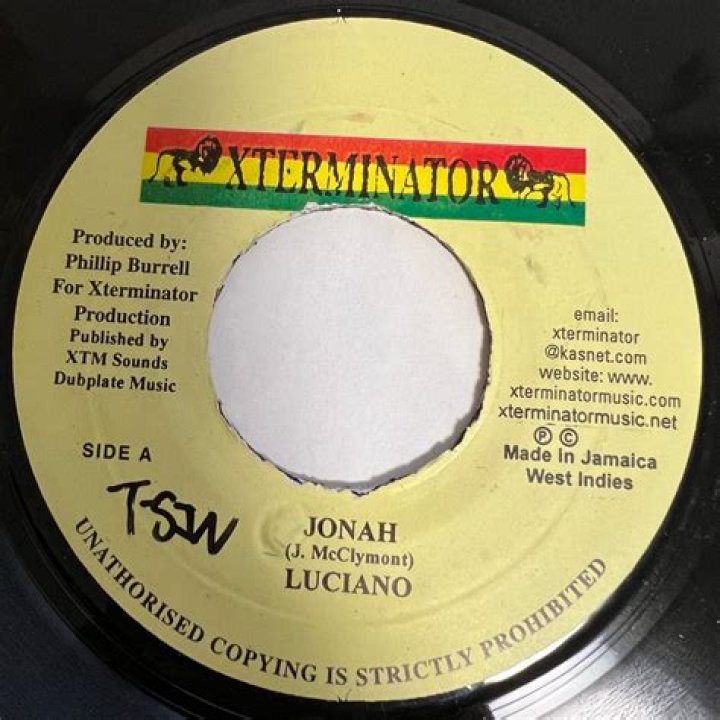 XTERMINATOR
Produced by:
Phillip Burrell
For Xterminator
Production
Published by
XTM Sounds
Dubplate Music
SIDE A
TSJW
email:
xterminator
@kasnet.com
website: www.
xterminatormusic.com
xterminatormusic.net
Ⓟ ©
Made In Jamaica
West Indies
JONAH
(J. McClymont)
LUCIANO
UNATHORISED COPYING IS STRICTLY PROHIBITED